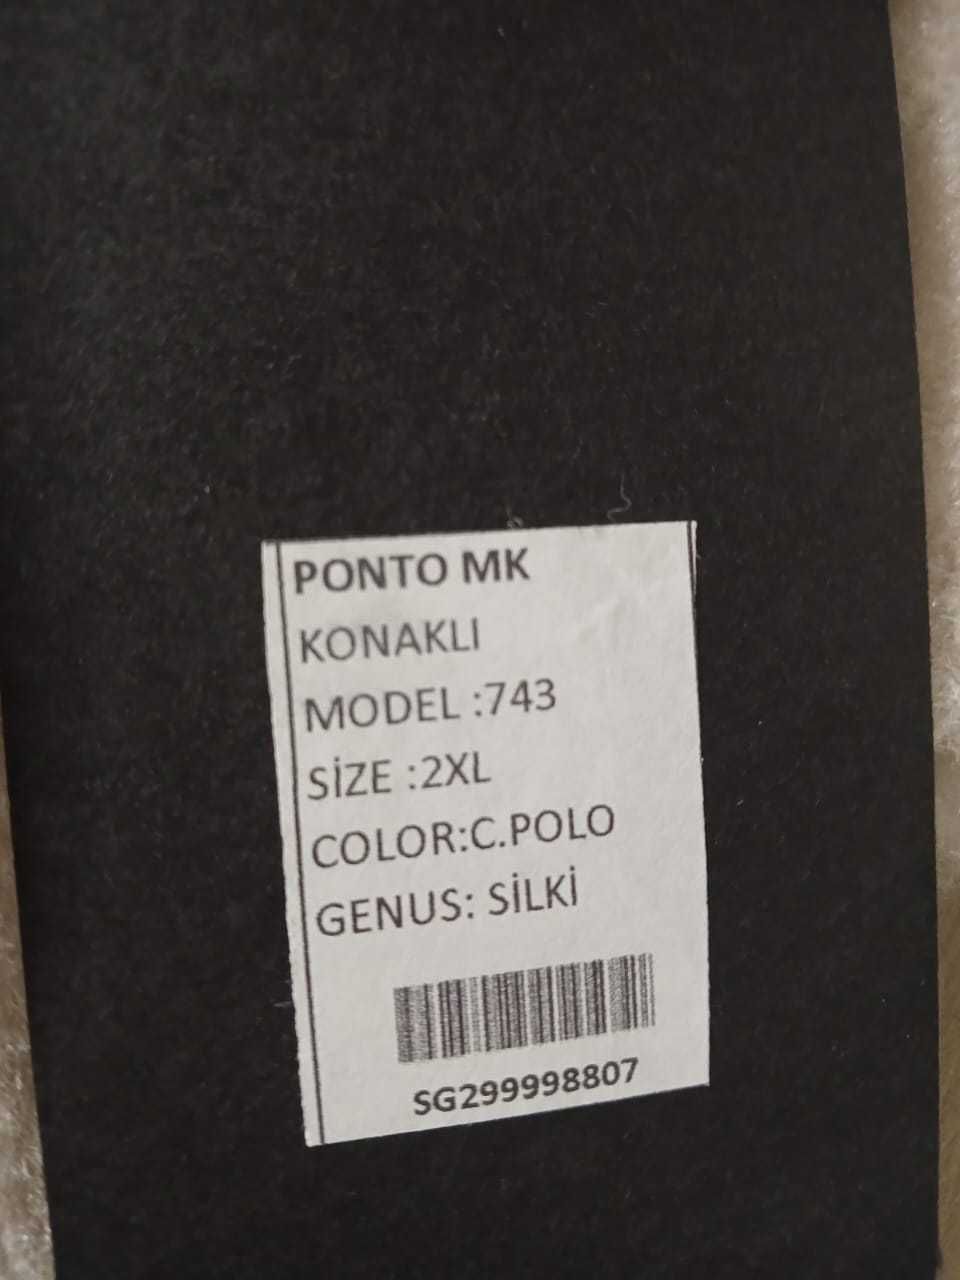 PONTO MK
KONAKLI
MODEL :743
SİZE :2XL
COLOR:C.POLO
GENUS: SİLKİ
SG299998807